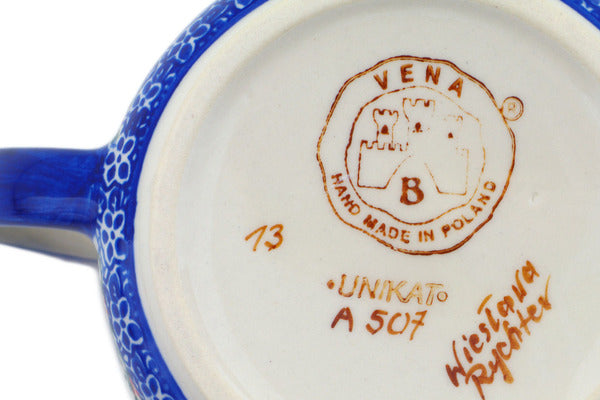 VENA
®
B
HAND MADE IN POLAND
13
UNIKAT
A 507
Wiesława
Rychter